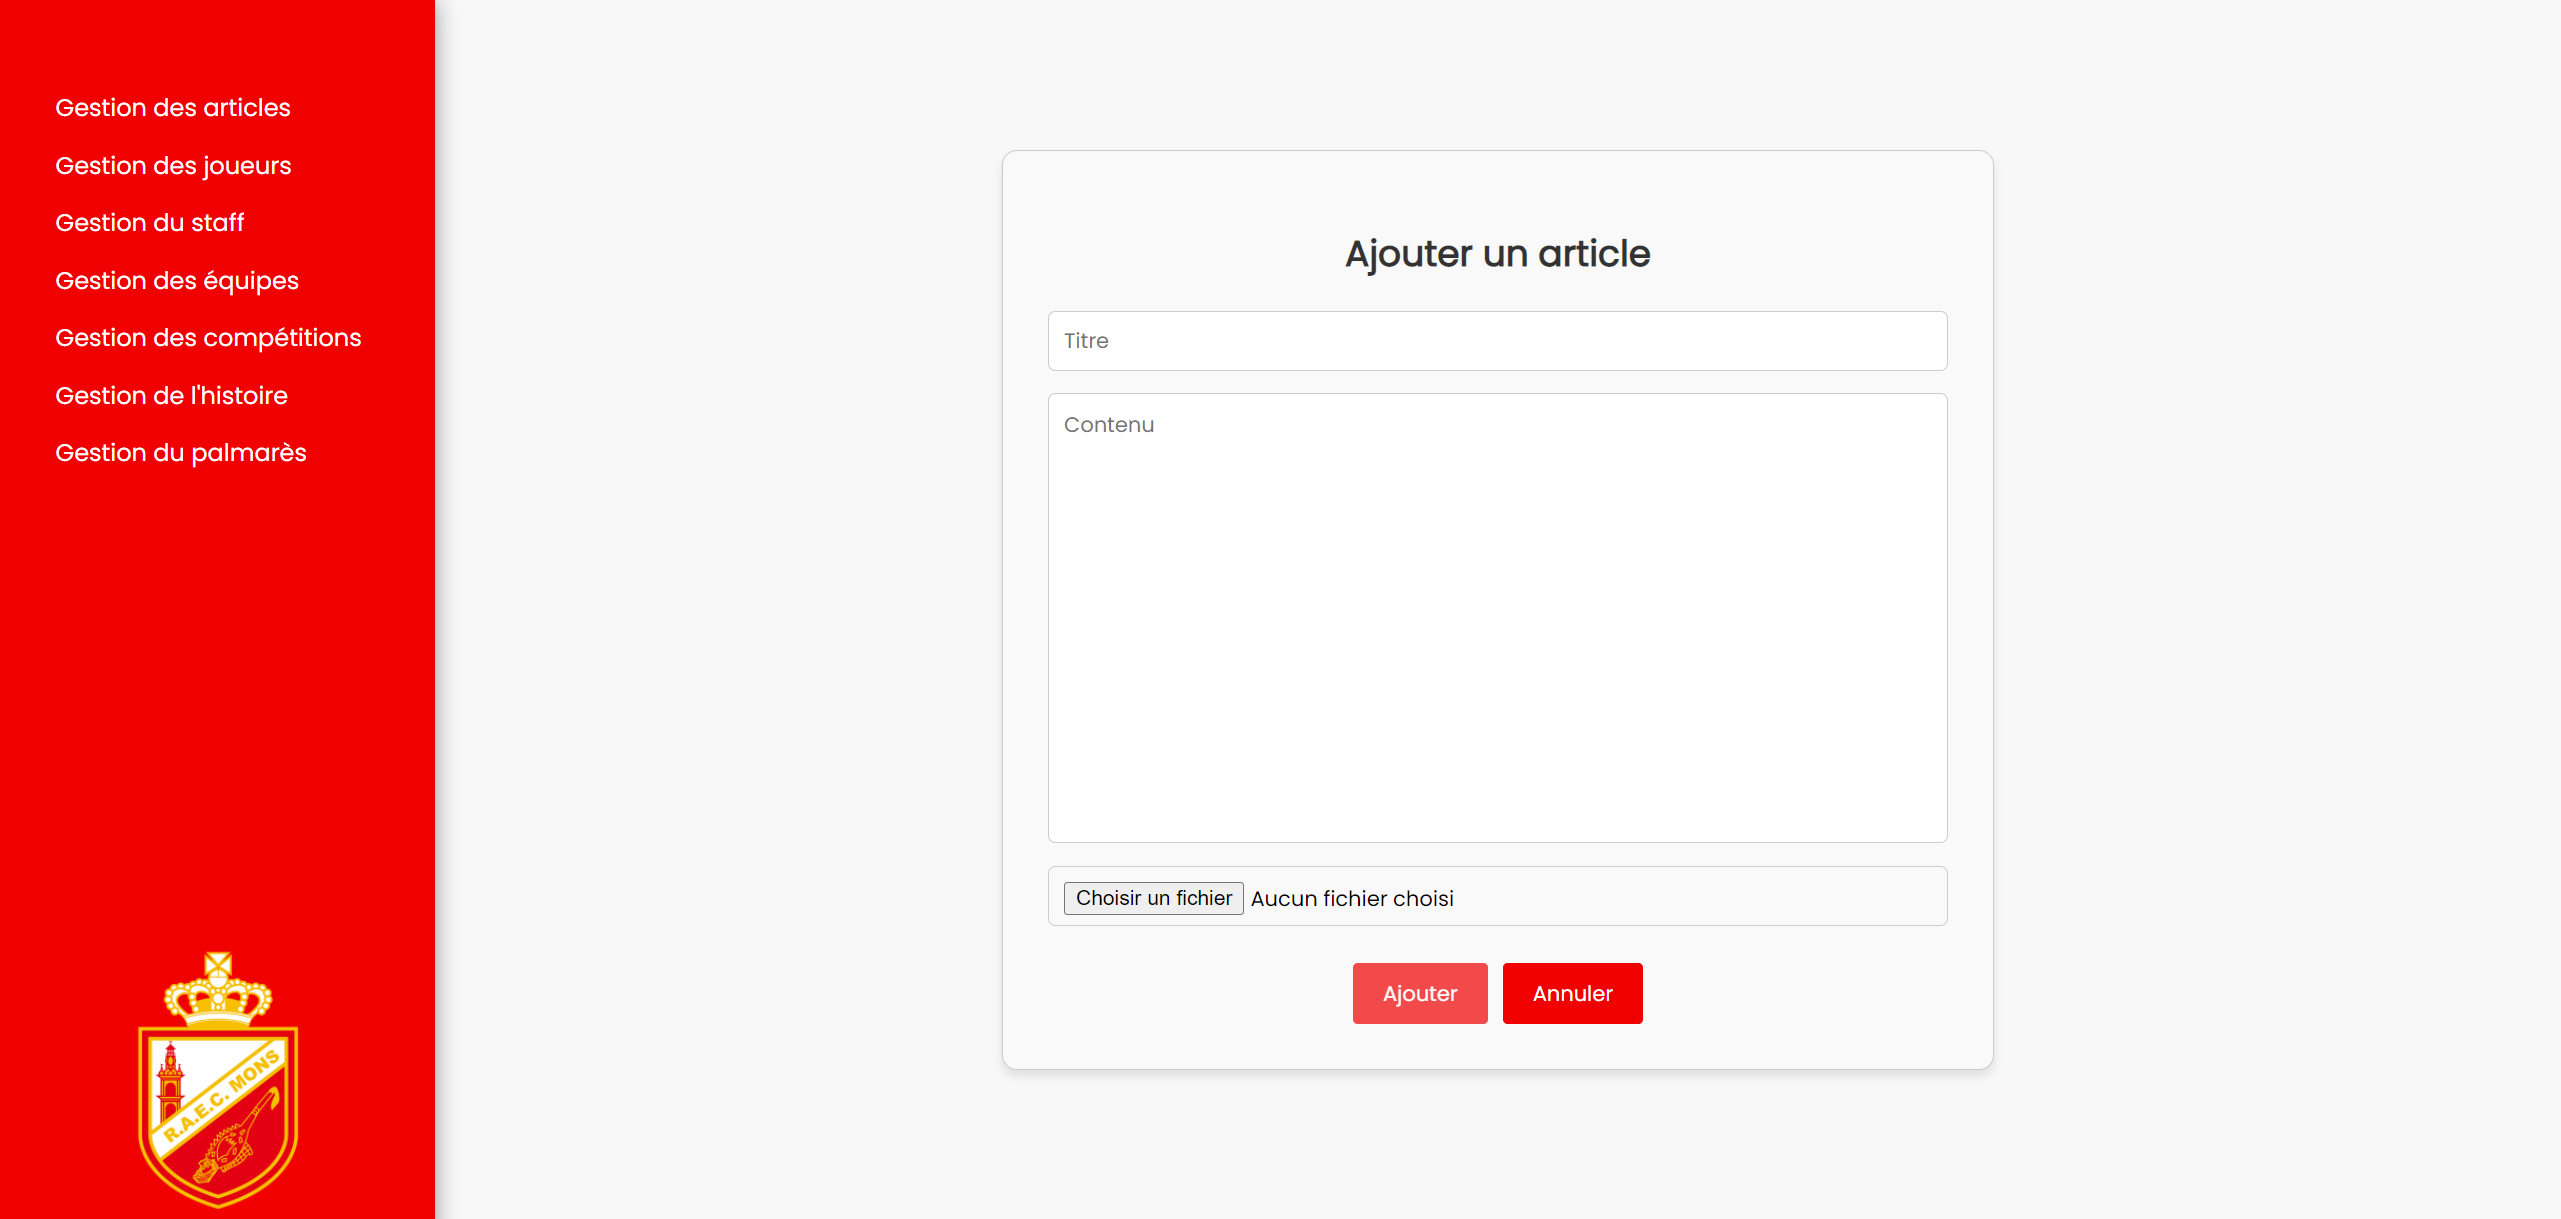 Gestion des articles
Gestion des joueurs
Gestion du staff
Gestion des équipes
Gestion des compétitions
Gestion de l'histoire
Gestion du palmarès
R.A.E.C. MONS
Ajouter un article
Titre
Contenu
Choisir un fichier Aucun fichier choisi
Ajouter Annuler